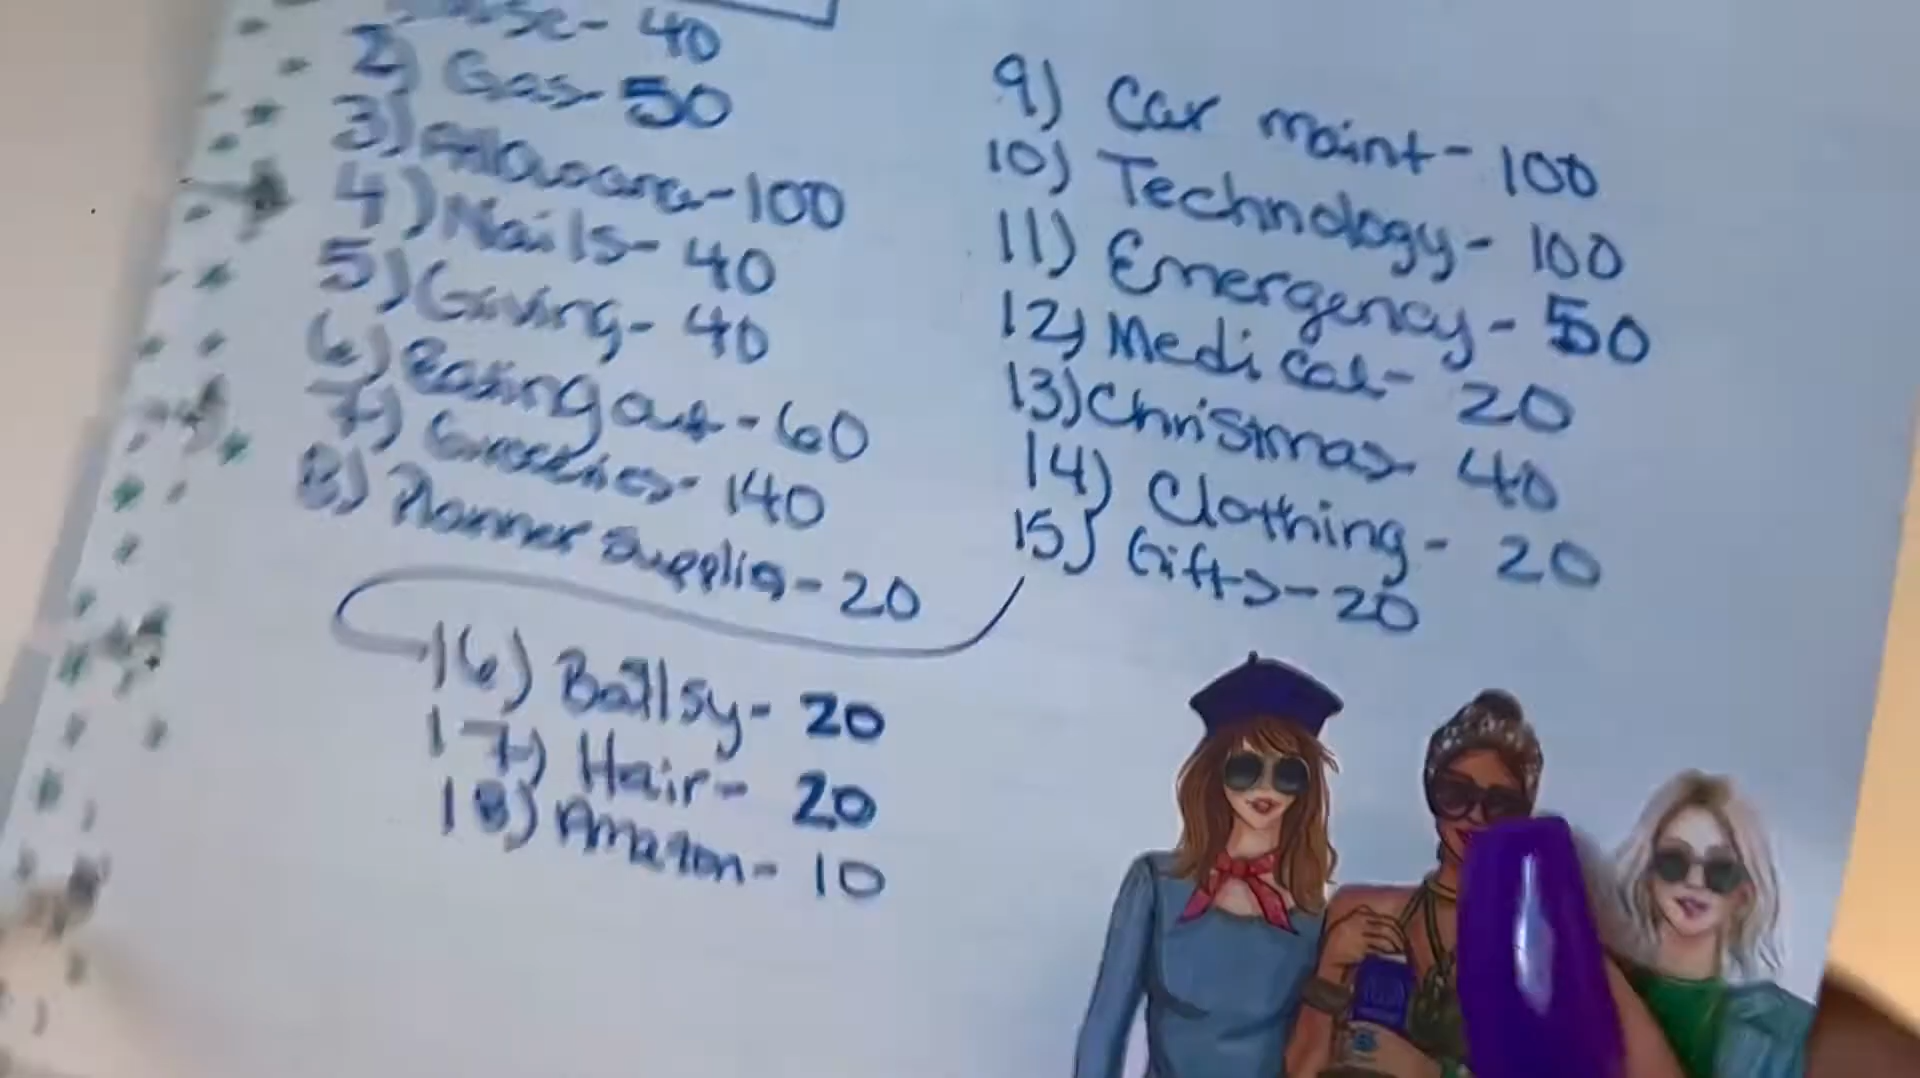 40
2) Gas- 50
3) Allowance-100
4) Nails- 40
5) Giving- 40
6) Eating out - 60
7) Groceries- 140
8) Planner Supplies- 20
9) Car maint- 100
10) Technology- 100
11) Emergency- 50
12) Medical- 20
13) Christmas- 40
14) Clothing- 20
15) Gifts- 20
16) Ballsy- 20
17) Hair- 20
18) Amazon- 10